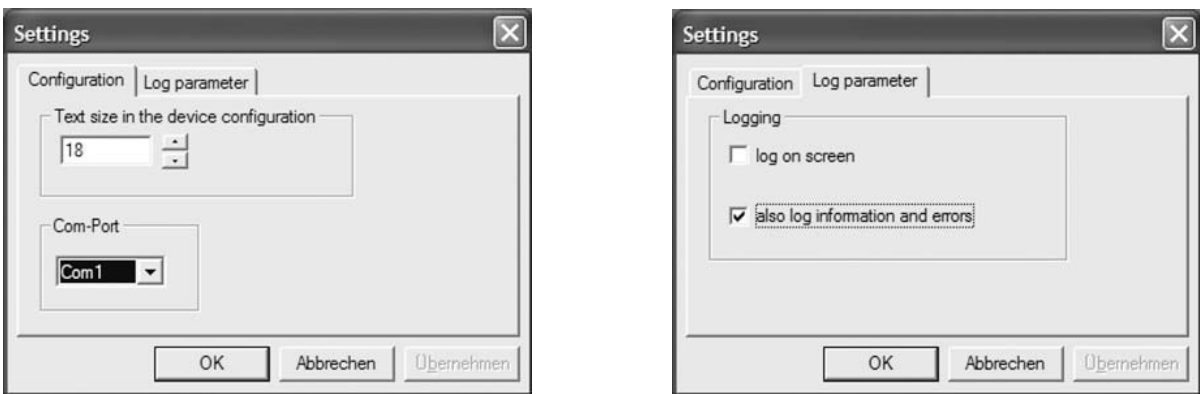 Settings
Configuration Log parameter
Text size in the device configuration
18
Com-Port
Com1
OK Abbrechen Übernehmen
Settings
Configuration Log parameter
Logging
log on screen
also log information and errors
OK Abbrechen Übernehmen